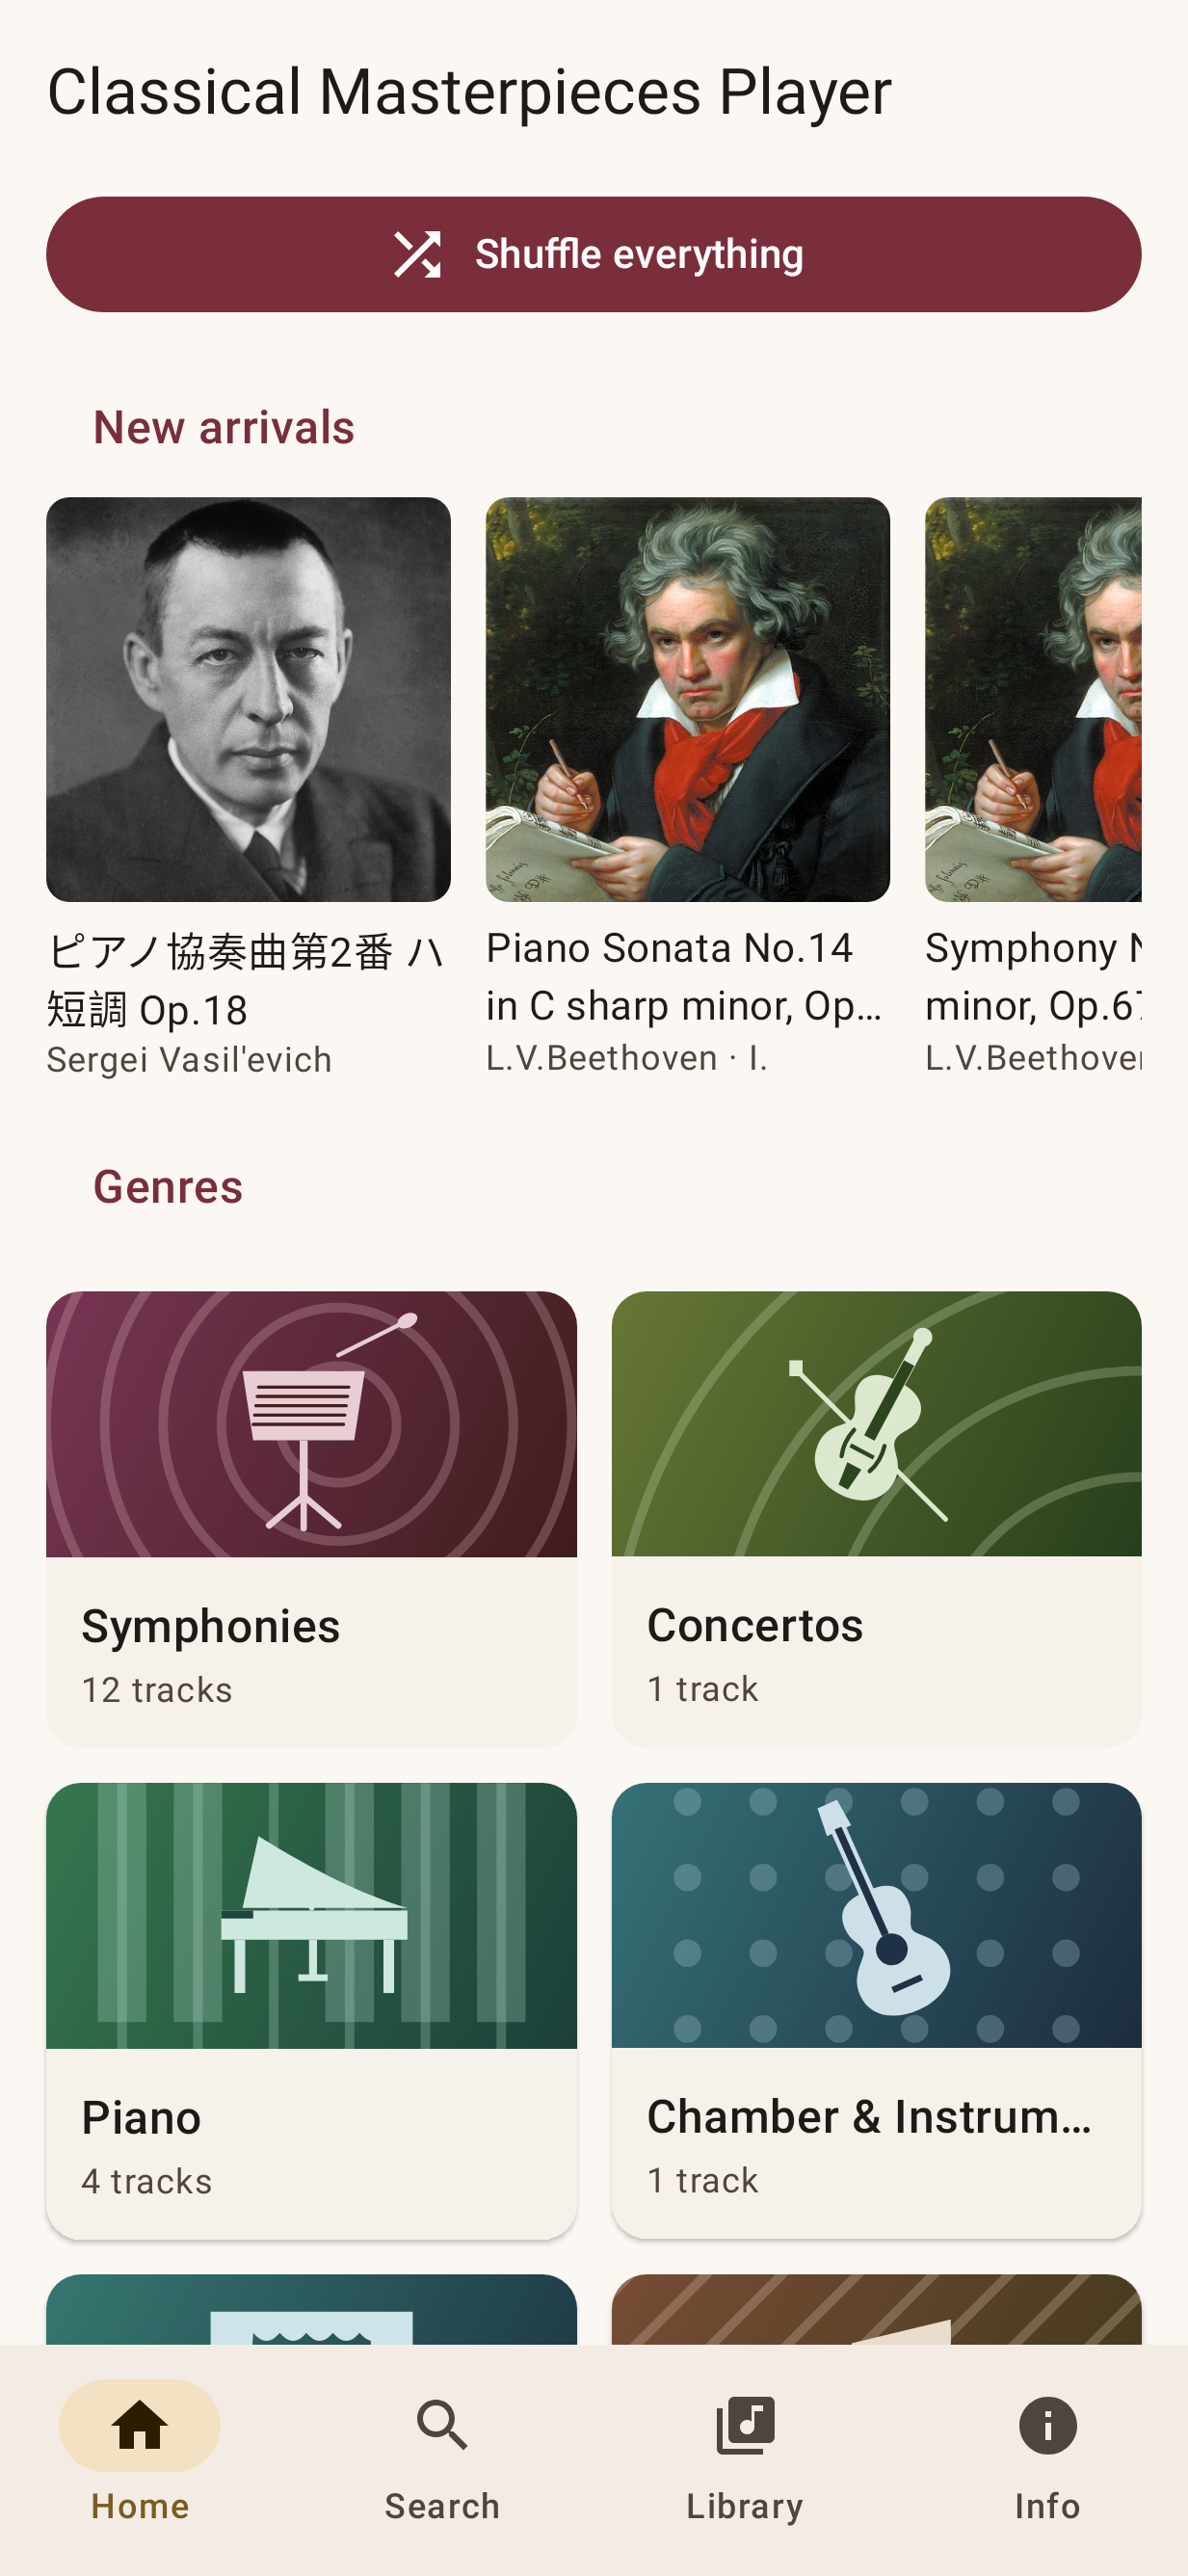 Classical Masterpieces Player
Shuffle everything
New arrivals
ピアノ協奏曲第2番 ハ
短調 Op.18
Sergei Vasil'evich
Piano Sonata No.14
in C sharp minor, Op…
L.V.Beethoven · I.
Symphony
minor, Op.67
L.V.Beethoven
Genres
Symphonies
12 tracks
Concertos
1 track
Piano
4 tracks
Chamber & Instrum…
1 track
Home
Search
Library
Info